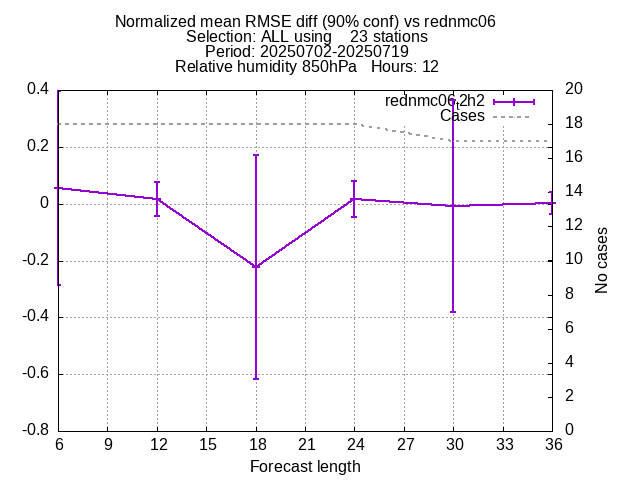 Normalized mean RMSE diff (90% conf) vs rednmc06
Selection: ALL using    23 stations
Period: 20250702-20250719
Relative humidity 850hPa   Hours: 12
rednmc06_t2h2
Cases
0.4
0.2
0
-0.2
-0.4
-0.6
-0.8
20
18
16
14
12
10
8
6
4
2
0
No cases
6 9 12 15 18 21 24 27 30 33 36
Forecast length